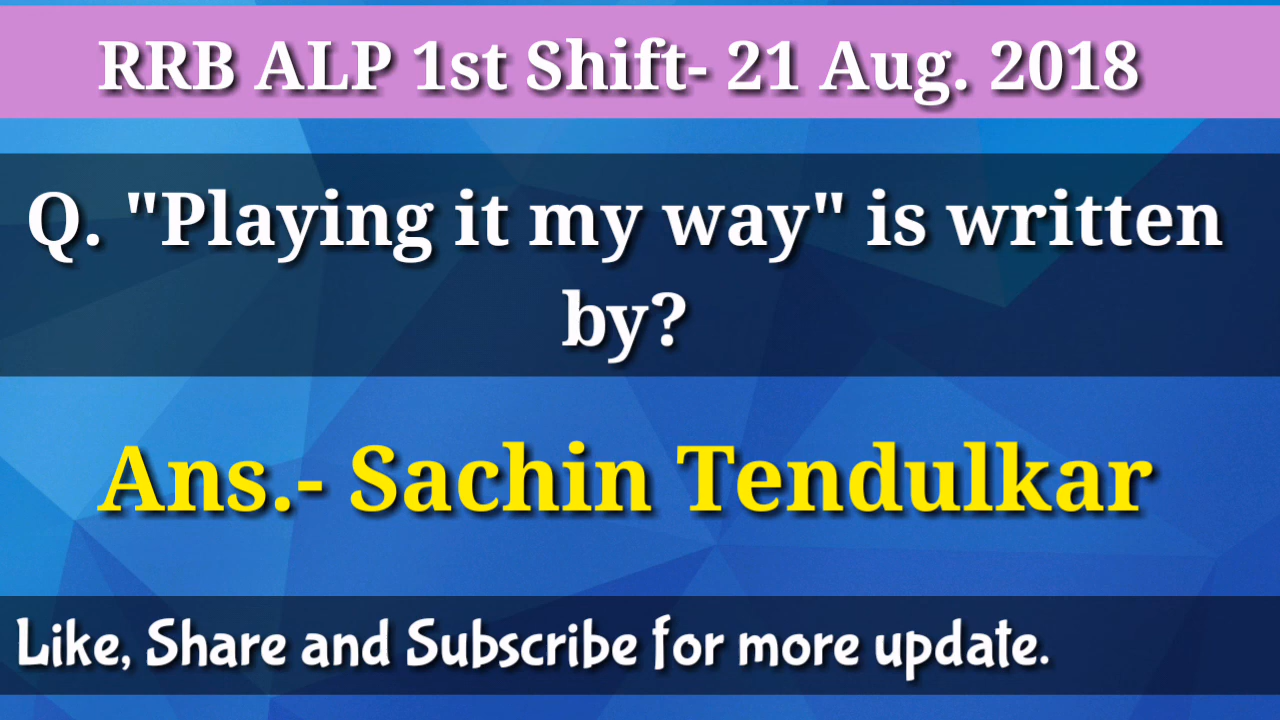 RRB ALP 1st Shift- 21 Aug. 2018
Q. "Playing it my way" is written
by?
Ans.- Sachin Tendulkar
Like, Share and Subscribe for more update.